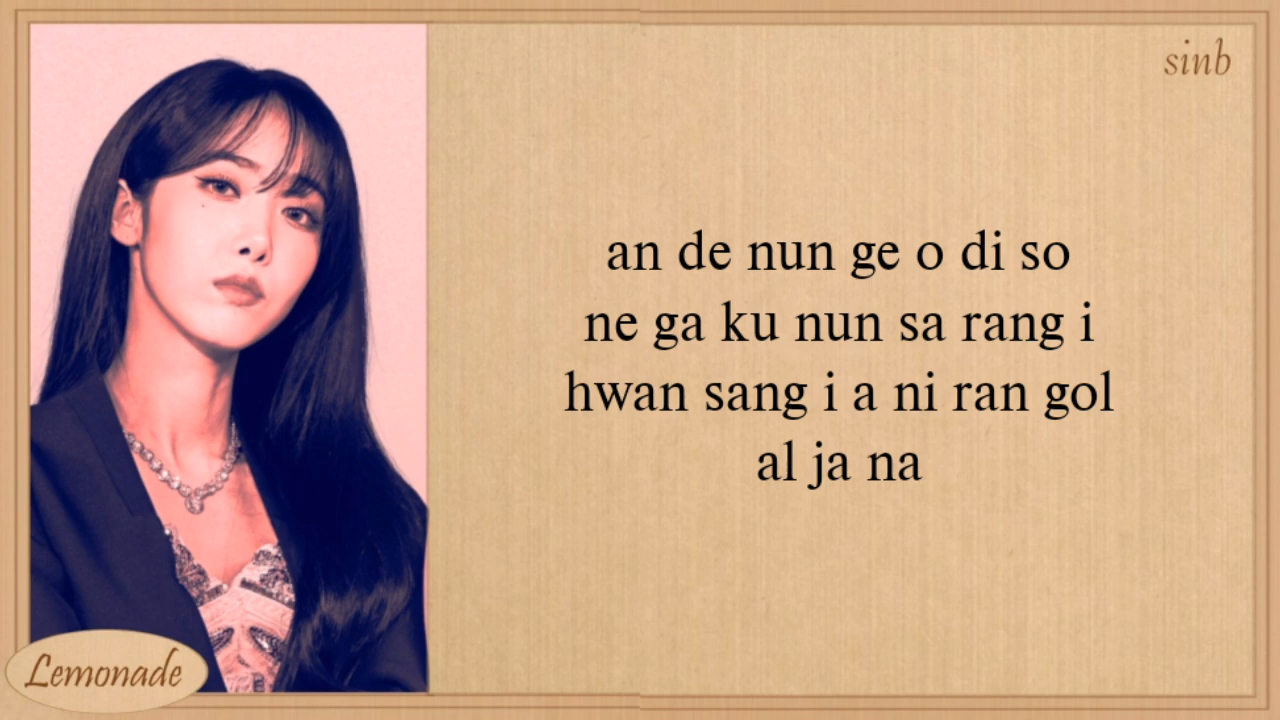 sinb
an de nun ge o di so
ne ga ku nun sa rang i
hwan sang i a ni ran gol
al ja na
Lemonade